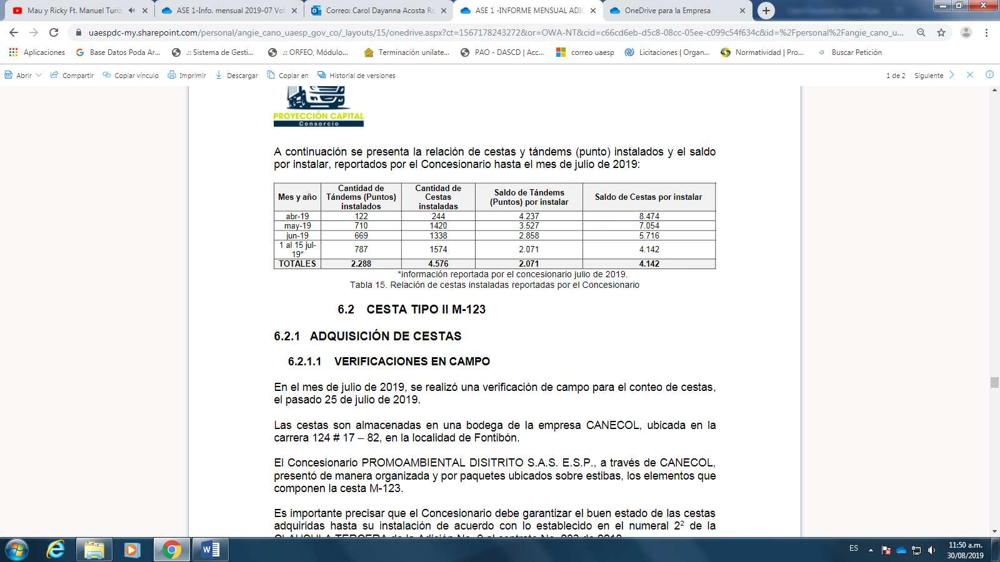 Mau y Ricky Ft. Manuel Turiz
ASE 1-Info. mensual 2019-07 Vol.
Correo: Carol Dayanna Acosta Ro
ASE 1 -INFORME MENSUAL ADIC
OneDrive para la Empresa
uaespdc-my.sharepoint.com/personal/angie_cano_uaesp_gov_co/_layouts/15/onedrive.aspx?ct=1567178243272&or=OWA-NT&cid=c66cd6eb-d5c8-08cc-05ee-c099c54f634c&id=%2Fpersonal%2Fangie_cano_u...
Aplicaciones
Base Datos Poda Ar...
.:: Sistema de Gesti...
.:: ORFEO, Módulo...
Terminación unilate...
PAO - DASCD | Acc...
correo uaesp
Licitaciones | Organ...
Normatividad | Pro...
Buscar Petición
Abrir
Compartir
Copiar vínculo
Imprimir
Descargar
Copiar en
Historial de versiones
1 de 2
Siguiente
PROYECCIÓN CAPITAL
Consorcio
A continuación se presenta la relación de cestas y tándems (punto) instalados y el saldo
por instalar, reportados por el Concesionario hasta el mes de julio de 2019:
Mes y año
Cantidad de
Tándems (Puntos)
instalados
Cantidad de
Cestas
instaladas
Saldo de Tándems
(Puntos) por instalar
Saldo de Cestas por instalar
abr-19 122 244 4.237 8.474
may-19 710 1420 3.527 7.054
jun-19 669 1338 2.858 5.716
1 al 15 jul-
19* 787 1574 2.071 4.142
TOTALES 2.288 4.576 2.071 4.142
*información reportada por el concesionario julio de 2019.
Tabla 15. Relación de cestas instaladas reportadas por el Concesionario
6.2 CESTA TIPO II M-123
6.2.1 ADQUISICIÓN DE CESTAS
6.2.1.1 VERIFICACIONES EN CAMPO
En el mes de julio de 2019, se realizó una verificación de campo para el conteo de cestas,
el pasado 25 de julio de 2019.
Las cestas son almacenadas en una bodega de la empresa CANECOL, ubicada en la
carrera 124 # 17 – 82, en la localidad de Fontibón.
El Concesionario PROMOAMBIENTAL DISITRITO S.A.S. E.S.P., a través de CANECOL,
presentó de manera organizada y por paquetes ubicados sobre estibas, los elementos que
componen la cesta M-123.
Es importante precisar que el Concesionario debe garantizar el buen estado de las cestas
adquiridas hasta su instalación de acuerdo con lo establecido en el numeral 2² de la
ES
11:50 a.m.
30/08/2019